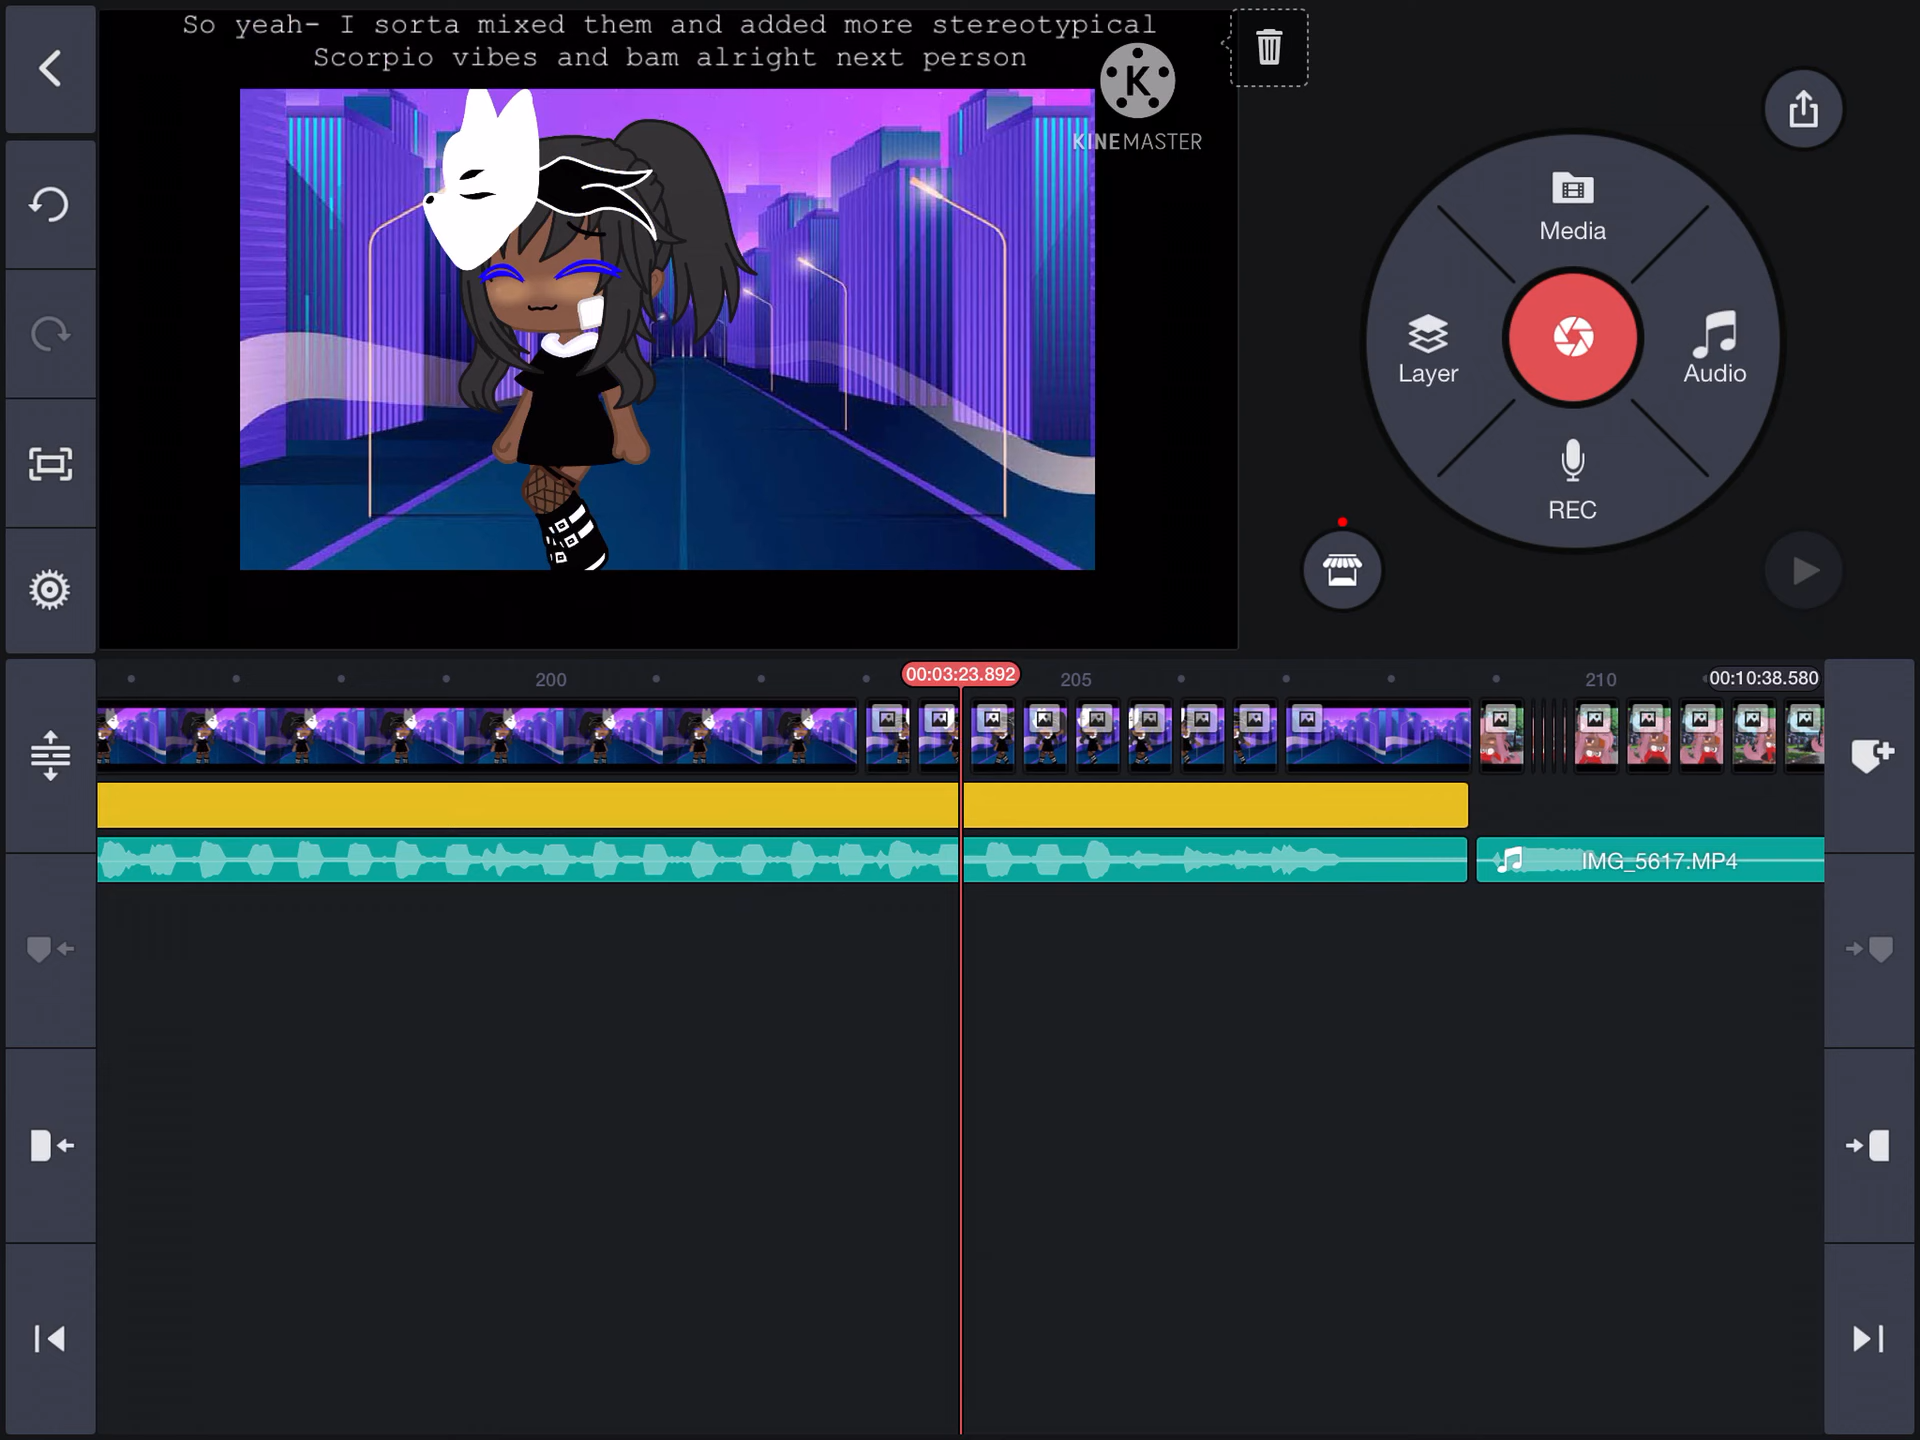 So yeah- I sorta mixed them and added more stereotypical
Scorpio vibes and bam alright next person
K
KINEMASTER
Media
Layer
Audio
REC
200
00:03:23.892
205
210
00:10:38.580
IMG_5617.MP4